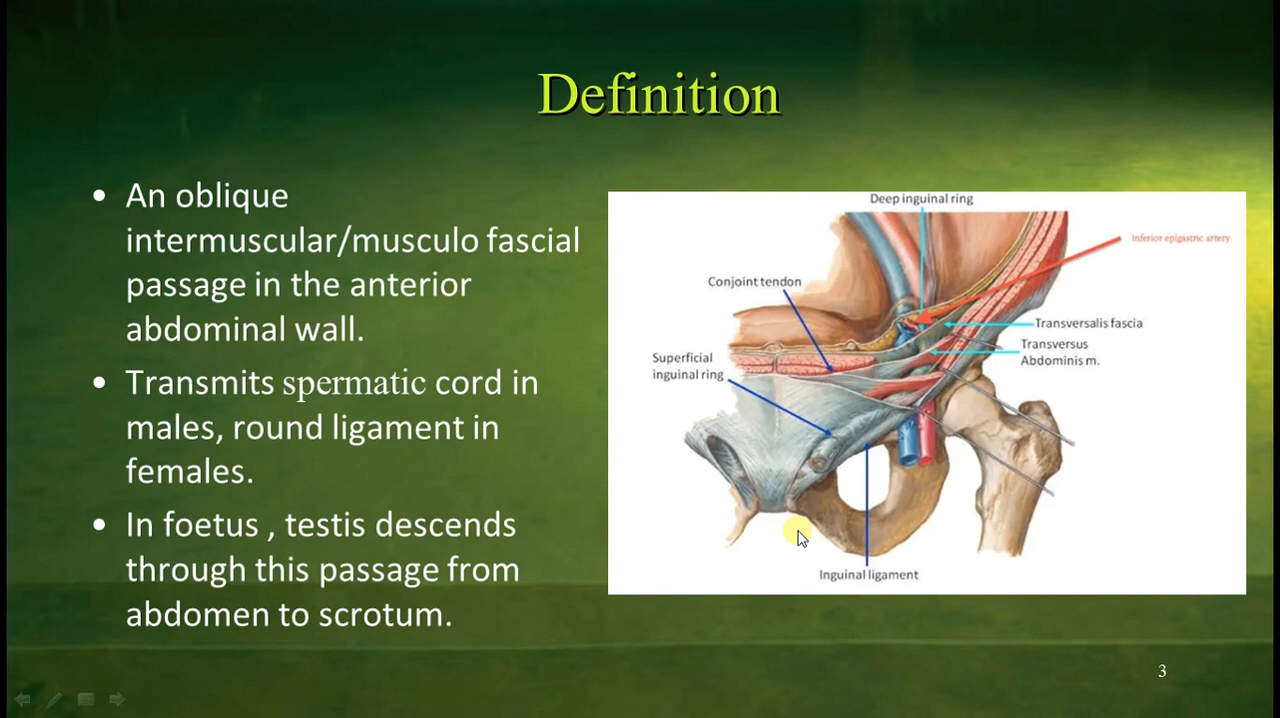 Definition
• An oblique
intermuscular/musculo fascial
passage in the anterior
abdominal wall.
• Transmits spermatic cord in
males, round ligament in
females.
• In foetus , testis descends
through this passage from
abdomen to scrotum.
Deep inguinal ring
inferior epigastric artery
Conjoint tendon
Transversalis fascia
Transversus
Abdominis m.
Superficial
inguinal ring
Inguinal ligament
3